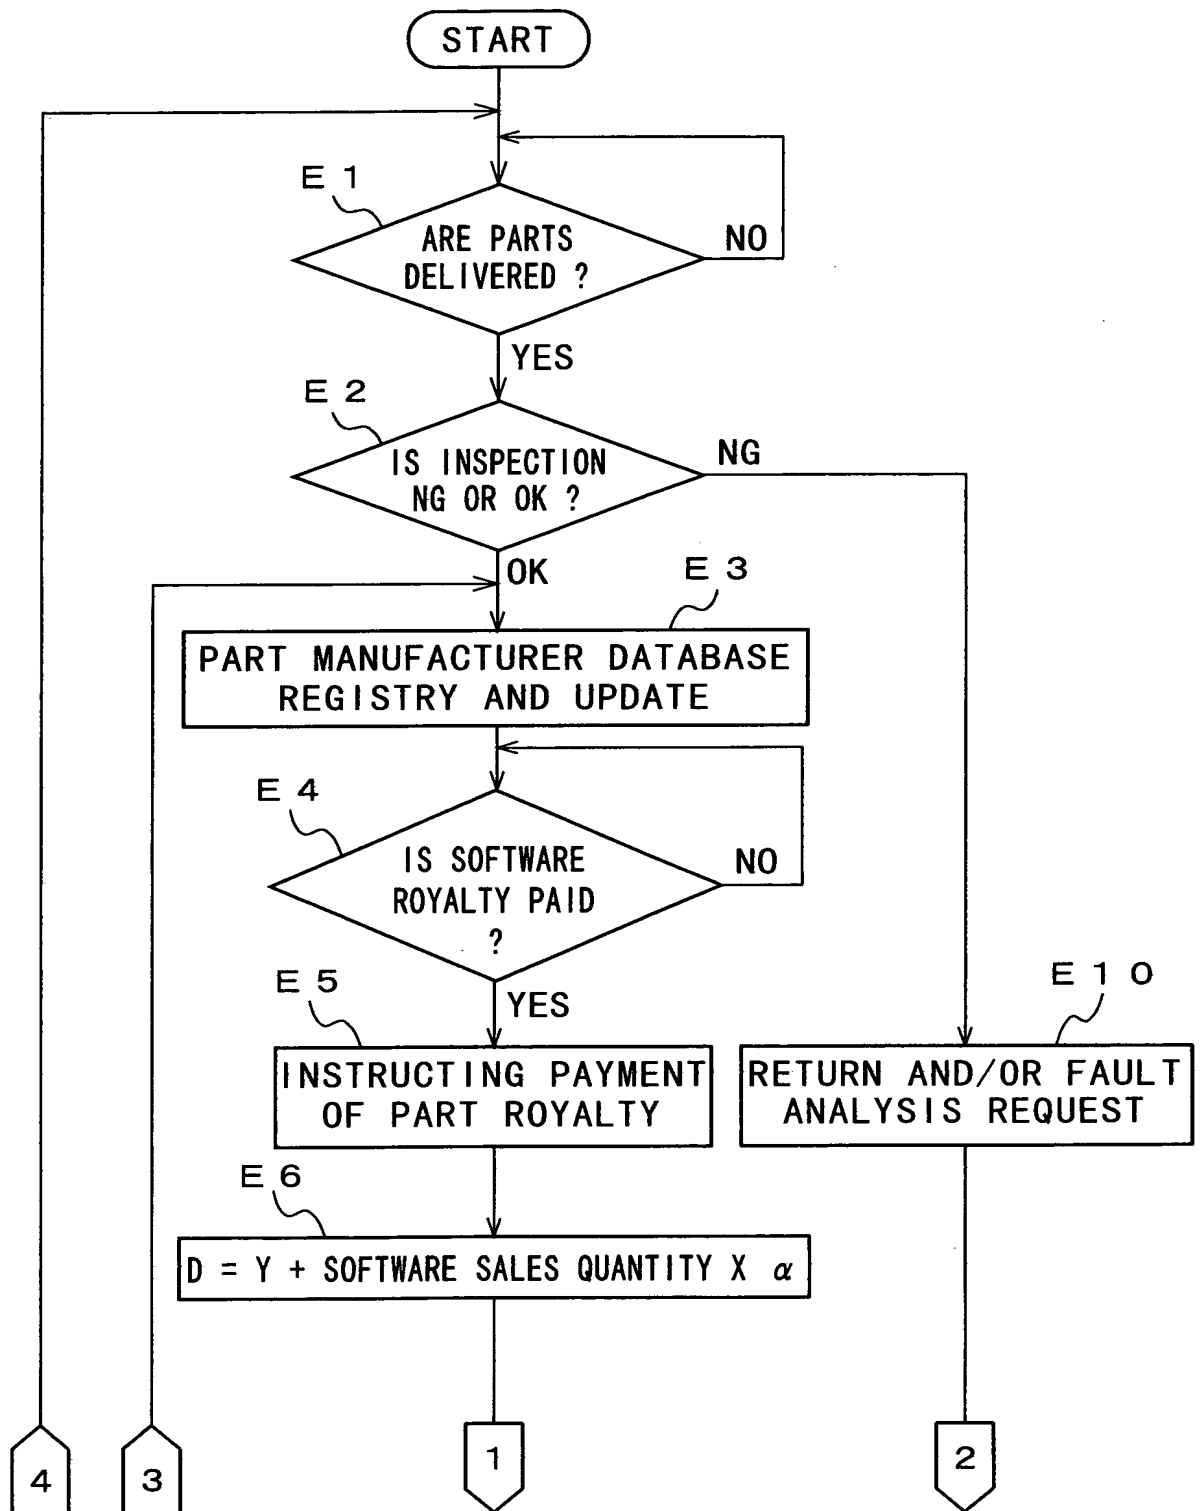 START
E 1
ARE PARTS
DELIVERED ?
NO
YES
E 2
IS INSPECTION
NG OR OK ?
NG
OK
E 3
PART MANUFACTURER DATABASE
REGISTRY AND UPDATE
E 4
IS SOFTWARE
ROYALTY PAID
?
NO
YES
E 5
INSTRUCTING PAYMENT
OF PART ROYALTY
E 1 0
RETURN AND/OR FAULT
ANALYSIS REQUEST
E 6
D = Y + SOFTWARE SALES QUANTITY X α
4
3
1
2